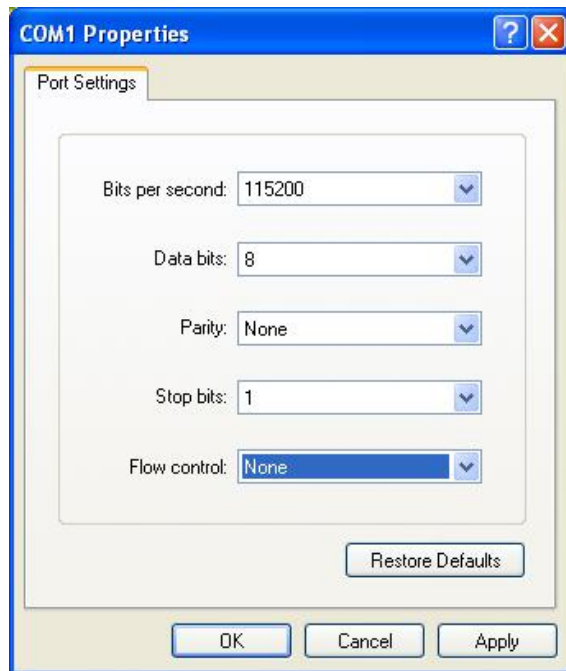 COM1 Properties
Port Settings
Bits per second: 115200
Data bits: 8
Parity: None
Stop bits: 1
Flow control: None
Restore Defaults
OK Cancel Apply